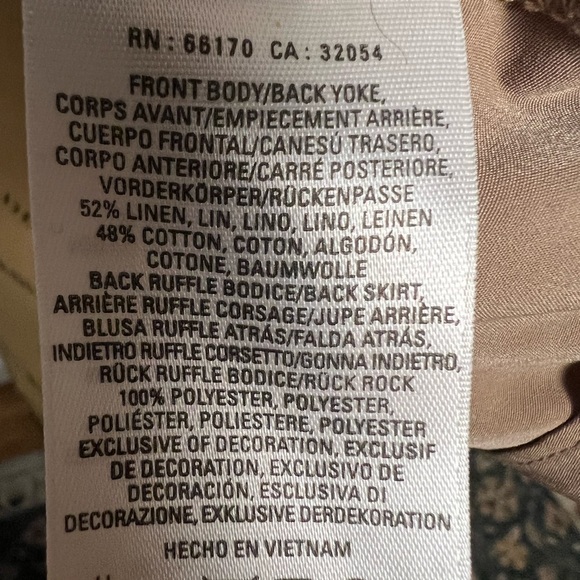 RN : 66170 CA : 32054
FRONT BODY/BACK YOKE,
CORPS AVANT/EMPIECEMENT ARRIÈRE,
CUERPO FRONTAL/CANESÚ TRASERO,
CORPO ANTERIORE/CARRÉ POSTERIORE,
VORDERKÖRPER/RÜCKENPASSE
52% LINEN, LIN, LINO, LINO, LEINEN
48% COTTON, COTON, ALGODÓN,
COTONE, BAUMWOLLE
BACK RUFFLE BODICE/BACK SKIRT,
ARRIÈRE RUFFLE CORSAGE/JUPE ARRIÈRE,
BLUSA RUFFLE ATRÁS/FALDA ATRÁS,
INDIETRO RUFFLE CORSETTO/GONNA INDIETRO,
RÜCK RUFFLE BODICE/RÜCK ROCK
100% POLYESTER, POLYESTER,
POLIÉSTER, POLIESTERE, POLYESTER
EXCLUSIVE OF DECORATION, EXCLUSIF
DE DECORATION, EXCLUSIVO DE
DECORACIÓN, ESCLUSIVA DI
DECORAZIONE, EXKLUSIVE DERDEKORATION
HECHO EN VIETNAM